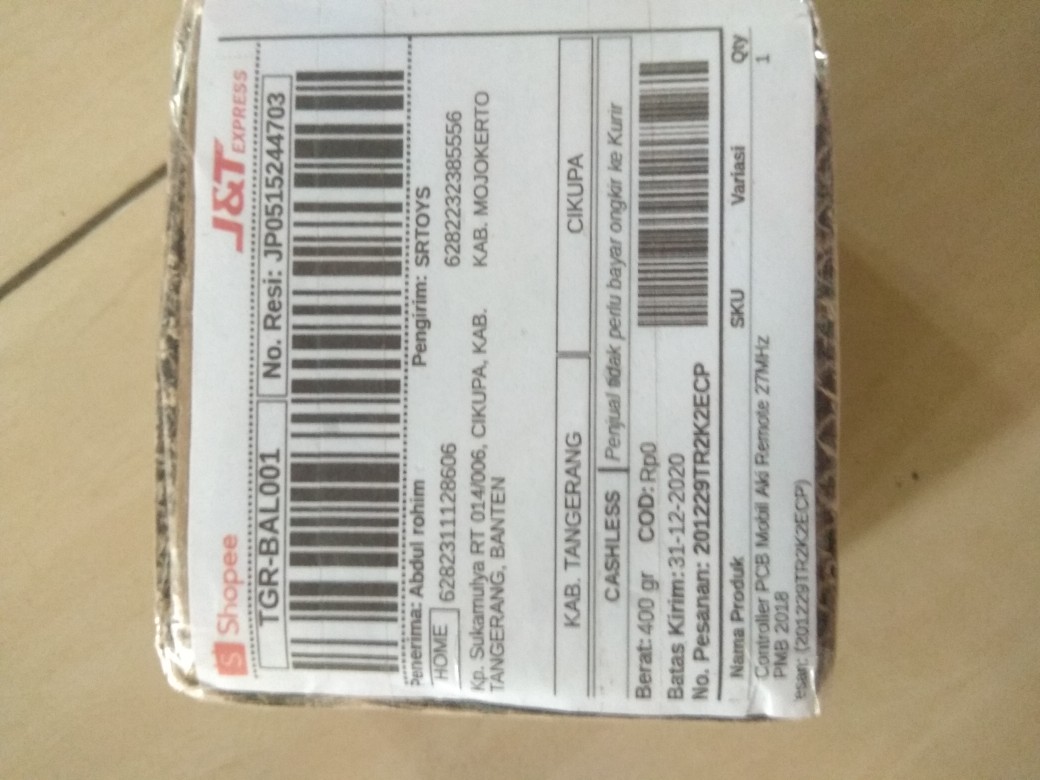 Shopee J&T EXPRESS
TGR-BAL001 No. Resi: JP0515244703
Penerima: Abdul rohim Pengirim: SRTOYS
HOME 6282311128606 6282232385556
Kp. Sukamulya RT 014/006, CIKUPA, KAB. KAB. MOJOKERTO
TANGERANG, BANTEN
KAB. TANGERANG CIKUPA
CASHLESS Penjual tidak perlu bayar ongkir ke Kurir
Berat: 400 gr COD: Rp0
Batas Kirim: 31-12-2020
No. Pesanan: 201229TR2K2ECP
Nama Produk SKU Variasi Qty
Controller PCB Mobil Aki Remote 27MHz 1
PMB 2018
esan: (201229TR2K2ECP)